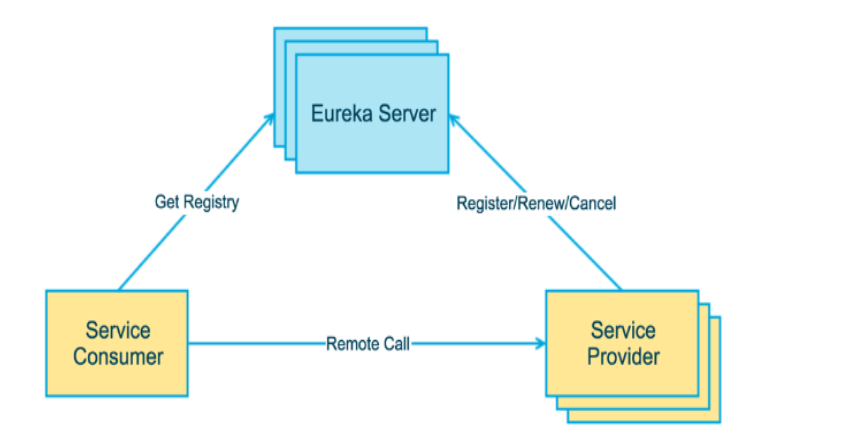 Eureka Server
Get Registry
Register/Renew/Cancel
Service
Consumer
Remote Call
Service
Provider